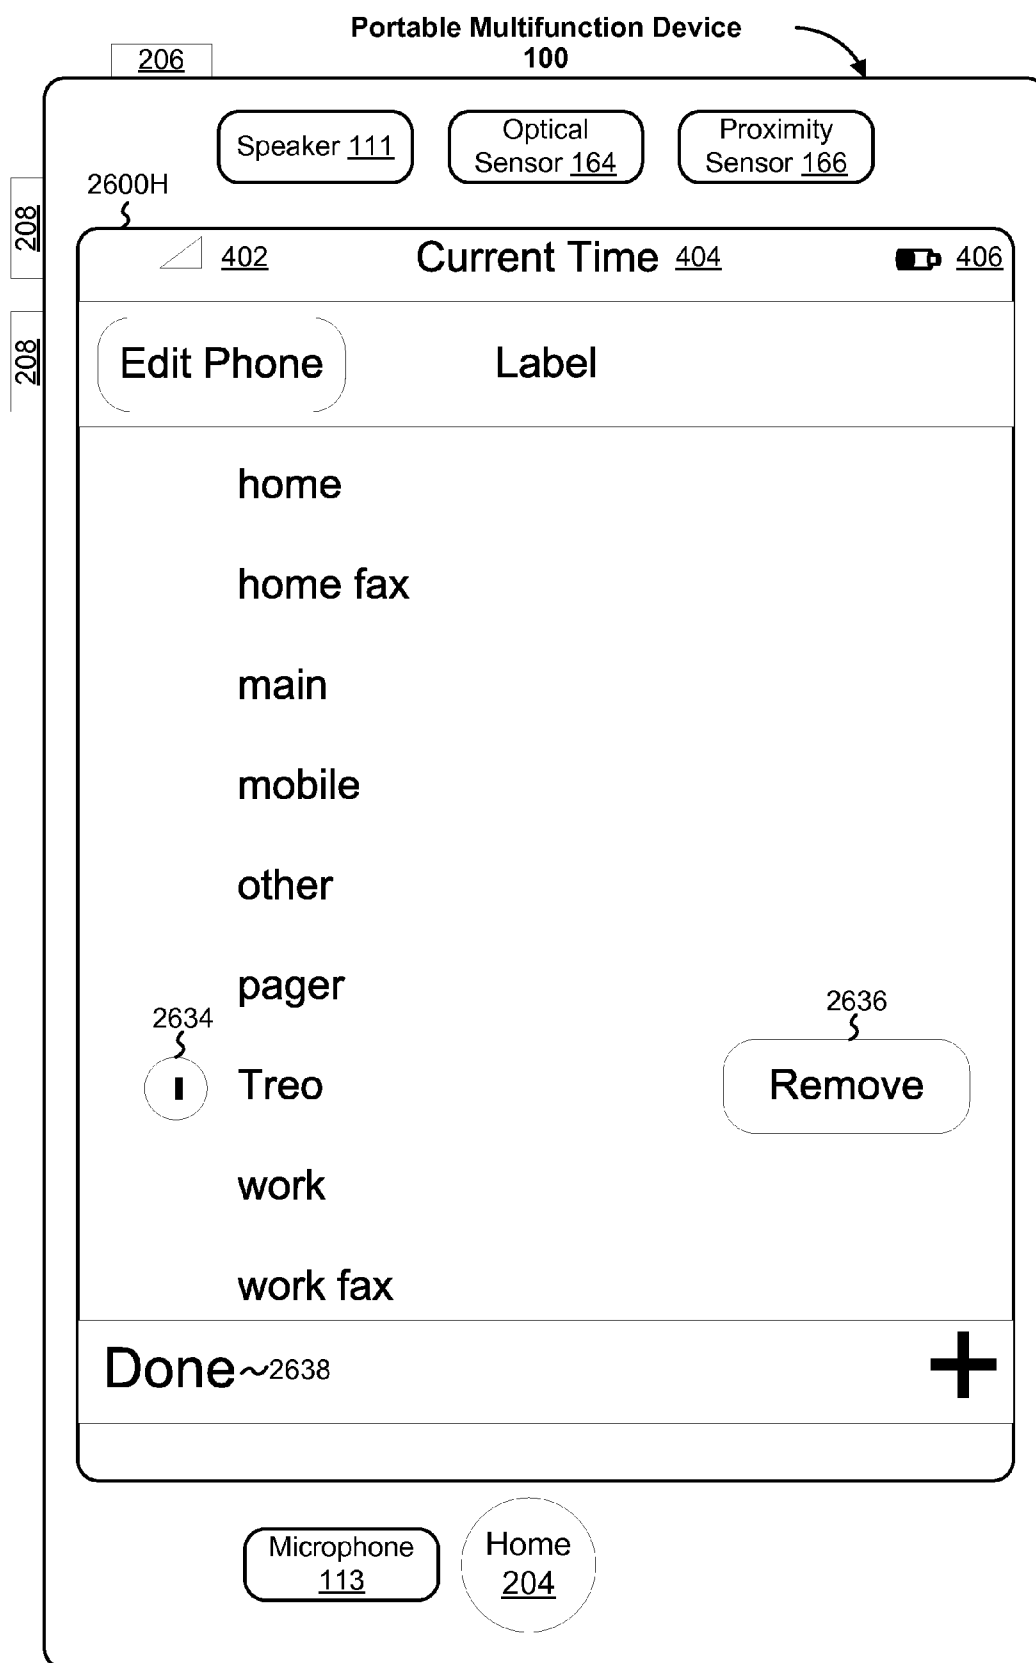 Portable Multifunction Device
100
206
Speaker 111
Optical
Sensor 164
Proximity
Sensor 166
2600H
208
402
Current Time 404
406
208
Edit Phone
Label
home
home fax
main
mobile
other
pager
2634
2636
Treo
Remove
work
work fax
Done
2638
Microphone
113
Home
204